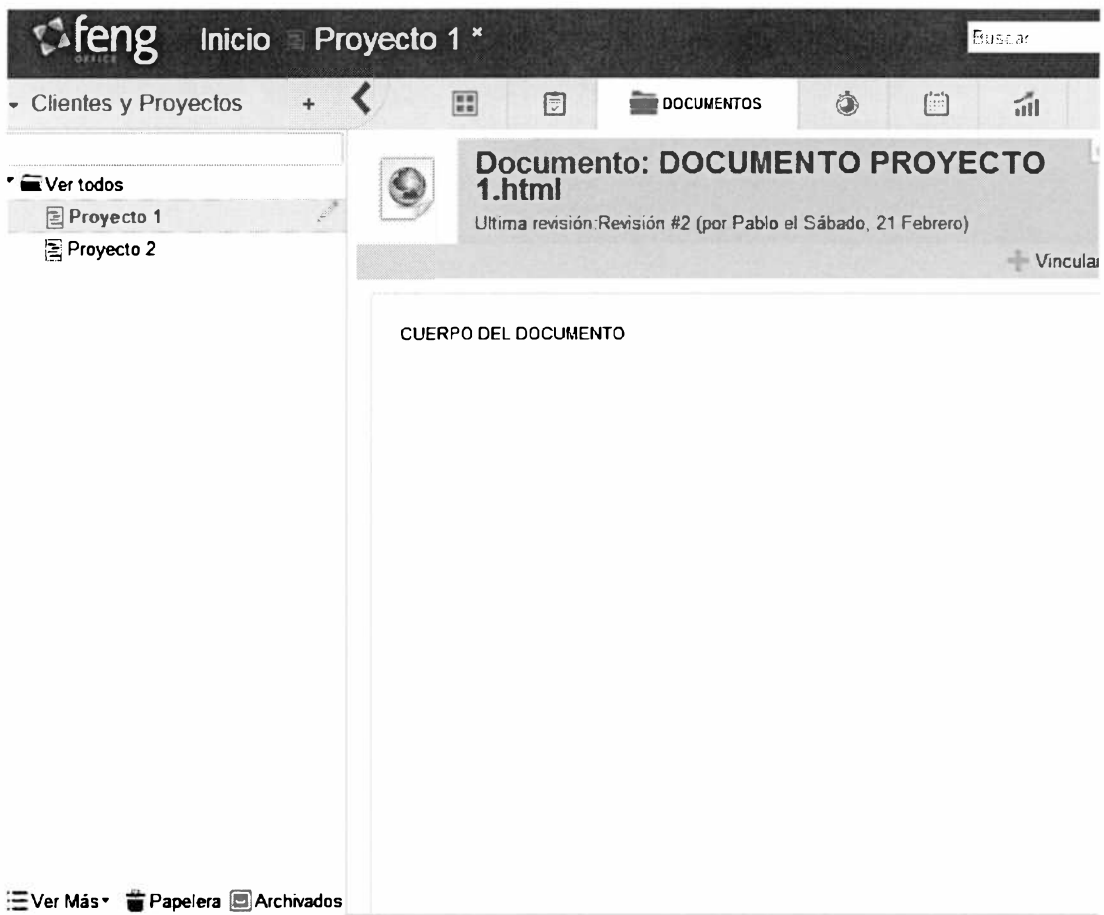 feng OFFICE Inicio Proyecto 1 × Buscar
Clientes y Proyectos +
DOCUMENTOS
Ver todos
Proyecto 1
Proyecto 2
Documento: DOCUMENTO PROYECTO
1.html
Ultima revisión:Revisión #2 (por Pablo el Sábado, 21 Febrero)
Vincular
CUERPO DEL DOCUMENTO
Ver Más Papelera Archivados